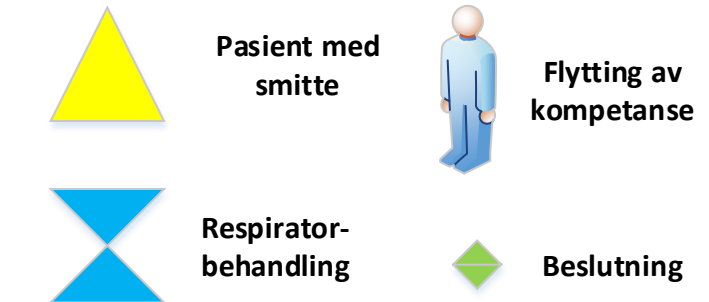 Pasient med
smitte
Flytting av
kompetanse
Respirator-
behandling
Beslutning